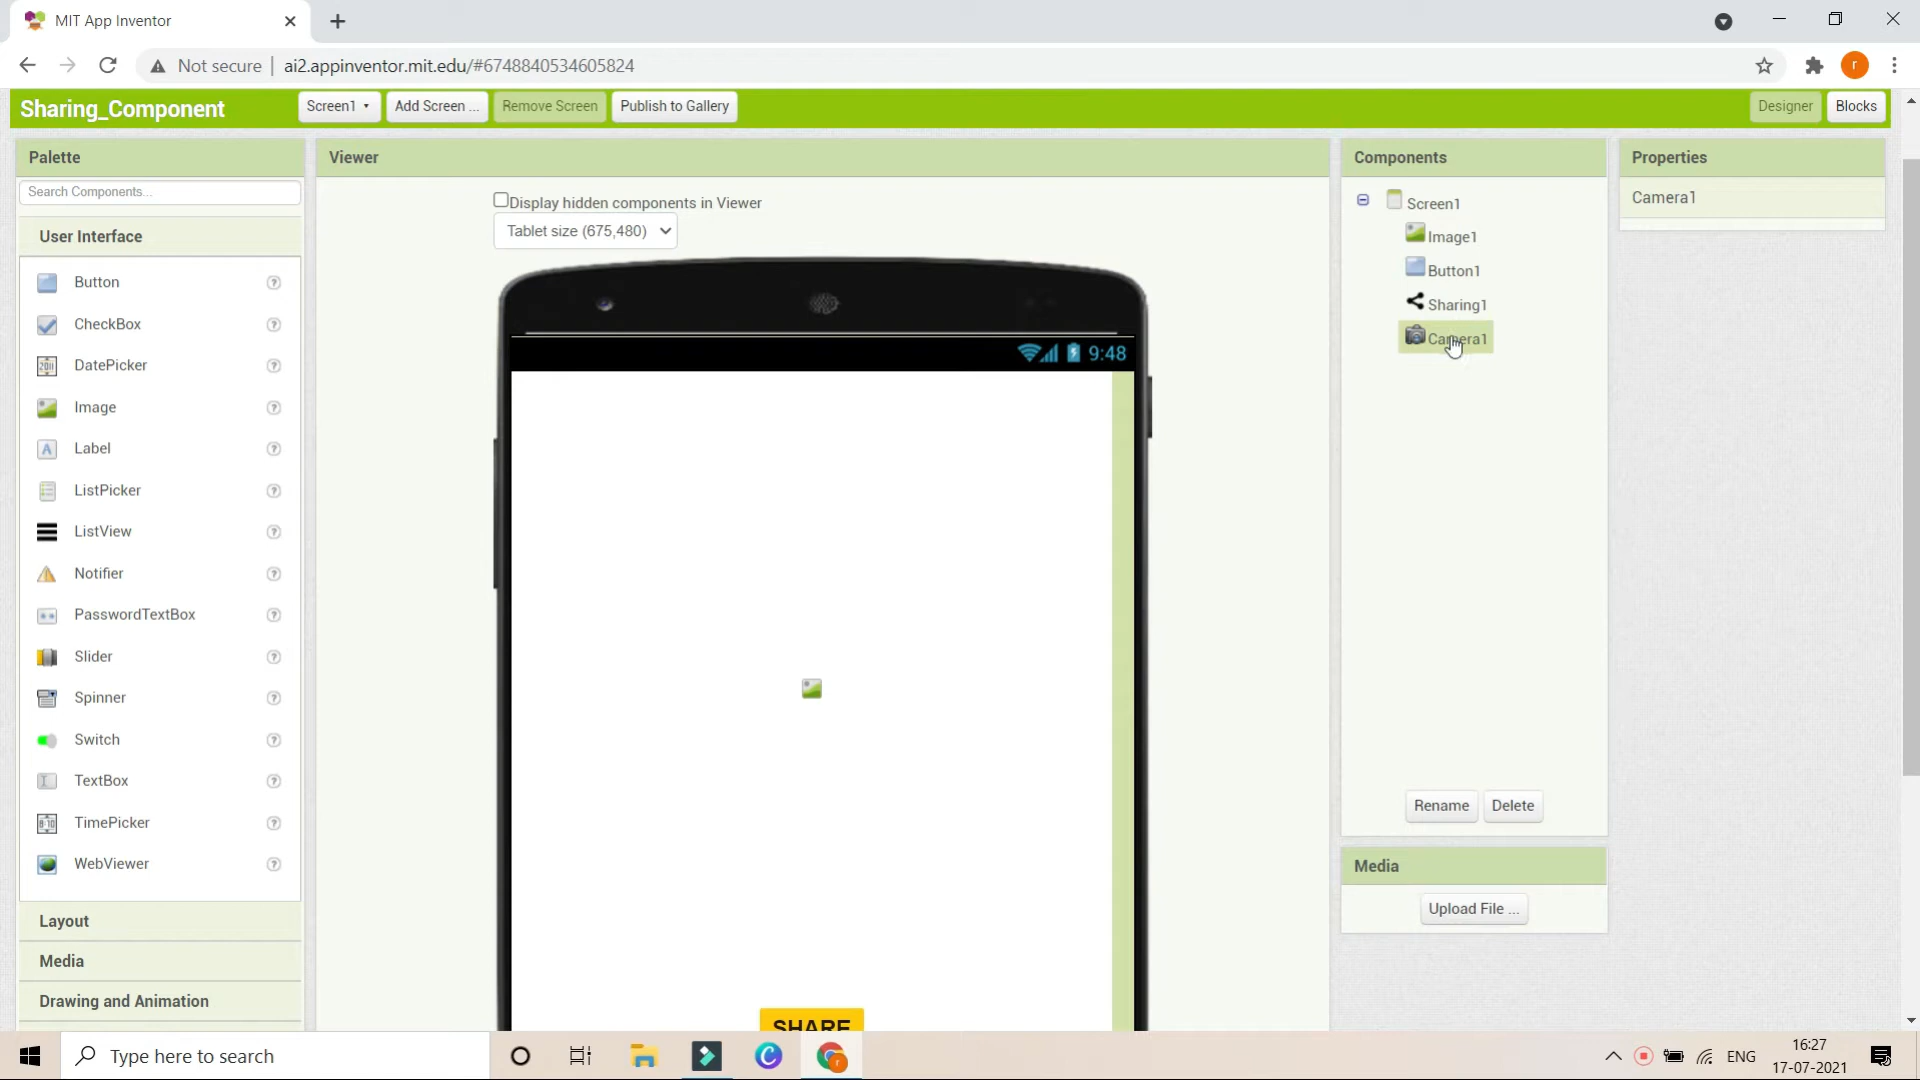 MIT App Inventor
Not secure
ai2.appinventor.mit.edu/#6748840534605824
r
Sharing_Component
Screen1
Add Screen ...
Remove Screen
Publish to Gallery
Designer
Blocks
Palette
Viewer
Components
Properties
Search Components...
Display hidden components in Viewer
Tablet size (675,480)
Camera1
User Interface
Button
CheckBox
DatePicker
Image
Label
ListPicker
ListView
Notifier
PasswordTextBox
Slider
Spinner
Switch
TextBox
TimePicker
WebViewer
Layout
Media
Drawing and Animation
9:48
SHARE
Screen1
Image1
Button1
Sharing1
Camera1
Rename
Delete
Media
Upload File ...
Type here to search
ENG
16:27
17-07-2021